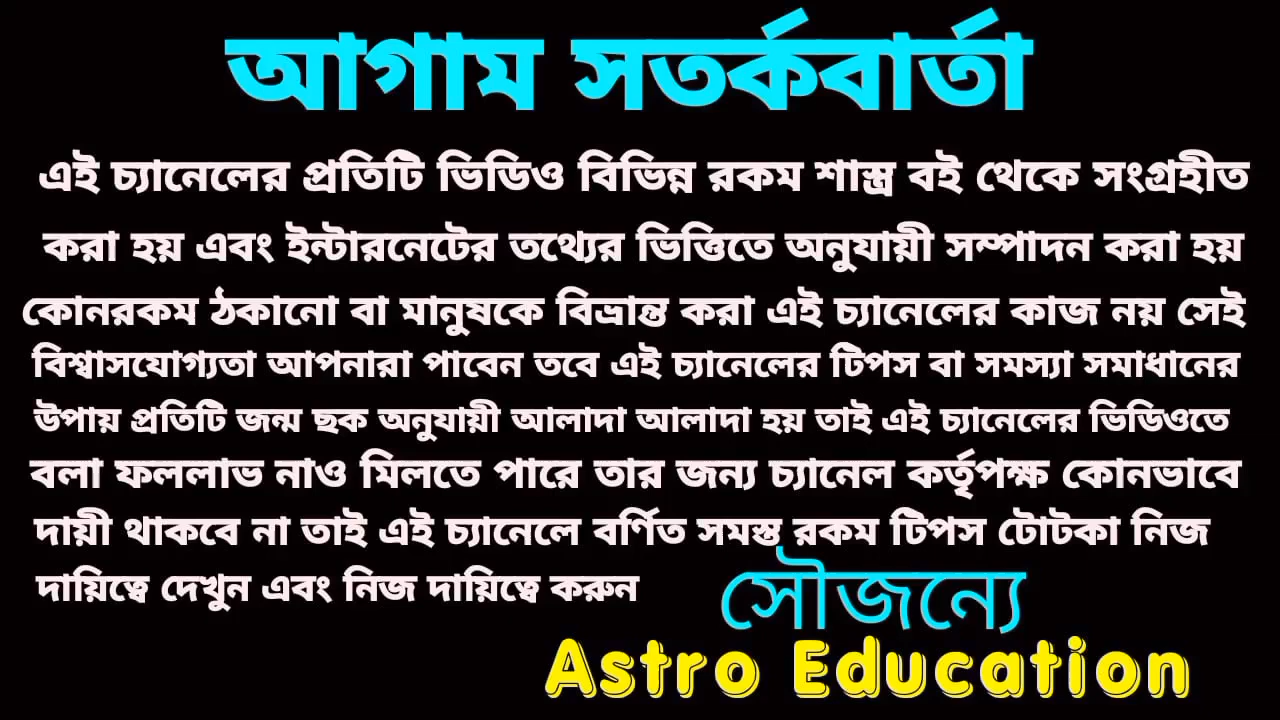 আগাম সতর্কবার্তা
এই চ্যানেলের প্রতিটি ভিডিও বিভিন্ন রকম শাস্ত্র বই থেকে সংগ্রহীত
করা হয় এবং ইন্টারনেটের তথ্যের ভিত্তিতে অনুযায়ী সম্পাদন করা হয়
কোনরকম ঠকানো বা মানুষকে বিভ্রান্ত করা এই চ্যানেলের কাজ নয় সেই
বিশ্বাসযোগ্যতা আপনারা পাবেন তবে এই চ্যানেলের টিপস বা সমস্যা সমাধানের
উপায় প্রতিটি জন্ম ছক অনুযায়ী আলাদা আলাদা হয় তাই এই চ্যানেলের ভিডিওতে
বলা ফললাভ নাও মিলতে পারে তার জন্য চ্যানেল কর্তৃপক্ষ কোনভাবে
দায়ী থাকবে না তাই এই চ্যানেলে বর্ণিত সমস্ত রকম টিপস টোটকা নিজ
দায়িত্বে দেখুন এবং নিজ দায়িত্বে করুন
সৌজন্যে
Astro Education